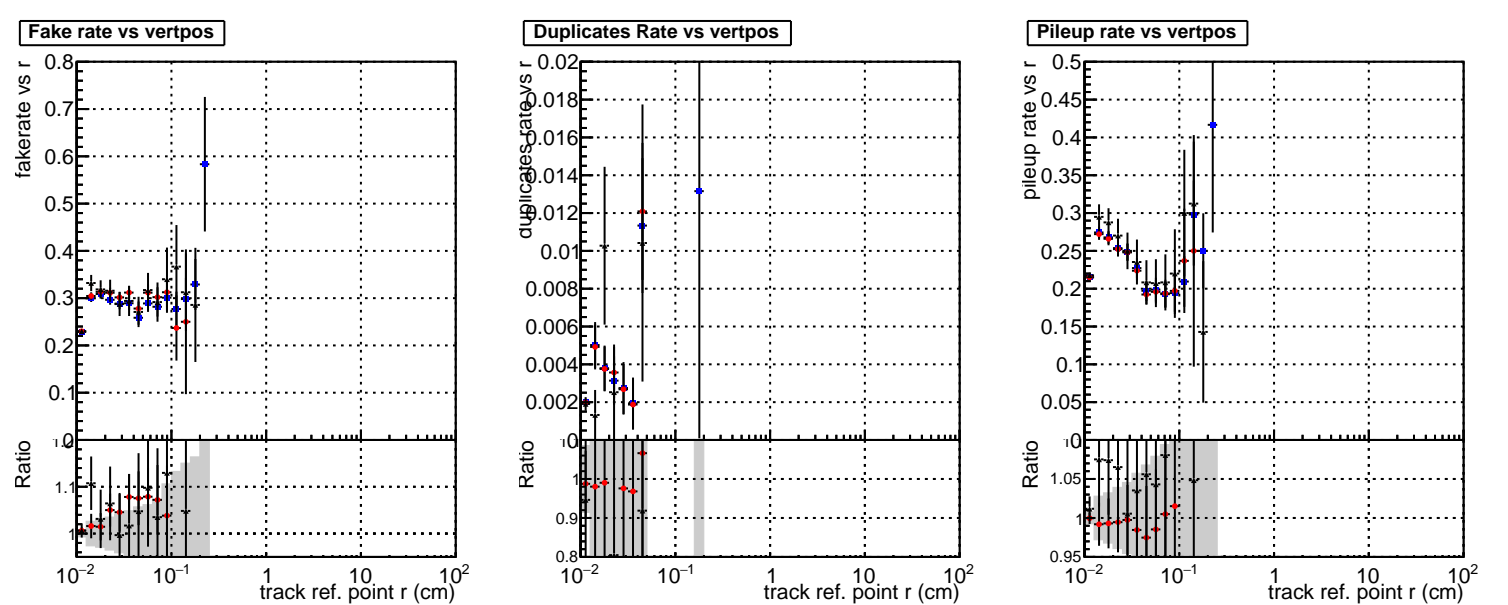 Fake rate vs vertpos
fakerate vs r
0.8
0.7
0.6
0.5
0.4
0.3
0.2
0.1
Ratio
1.1
1
10⁻² 10⁻¹ 1 10 10²
track ref. point r (cm)
Duplicates Rate vs vertpos
duplicates rate vs r
0.02
0.018
0.016
0.014
0.012
0.01
0.008
0.006
0.004
0.002
Ratio
1
0.9
0.8
10⁻² 10⁻¹ 1 10 10²
track ref. point r (cm)
Pileup rate vs vertpos
pileup rate vs r
0.5
0.45
0.4
0.35
0.3
0.25
0.2
0.15
0.1
0.05
Ratio
1.05
1
0.95
10⁻² 10⁻¹ 1 10 10²
track ref. point r (cm)